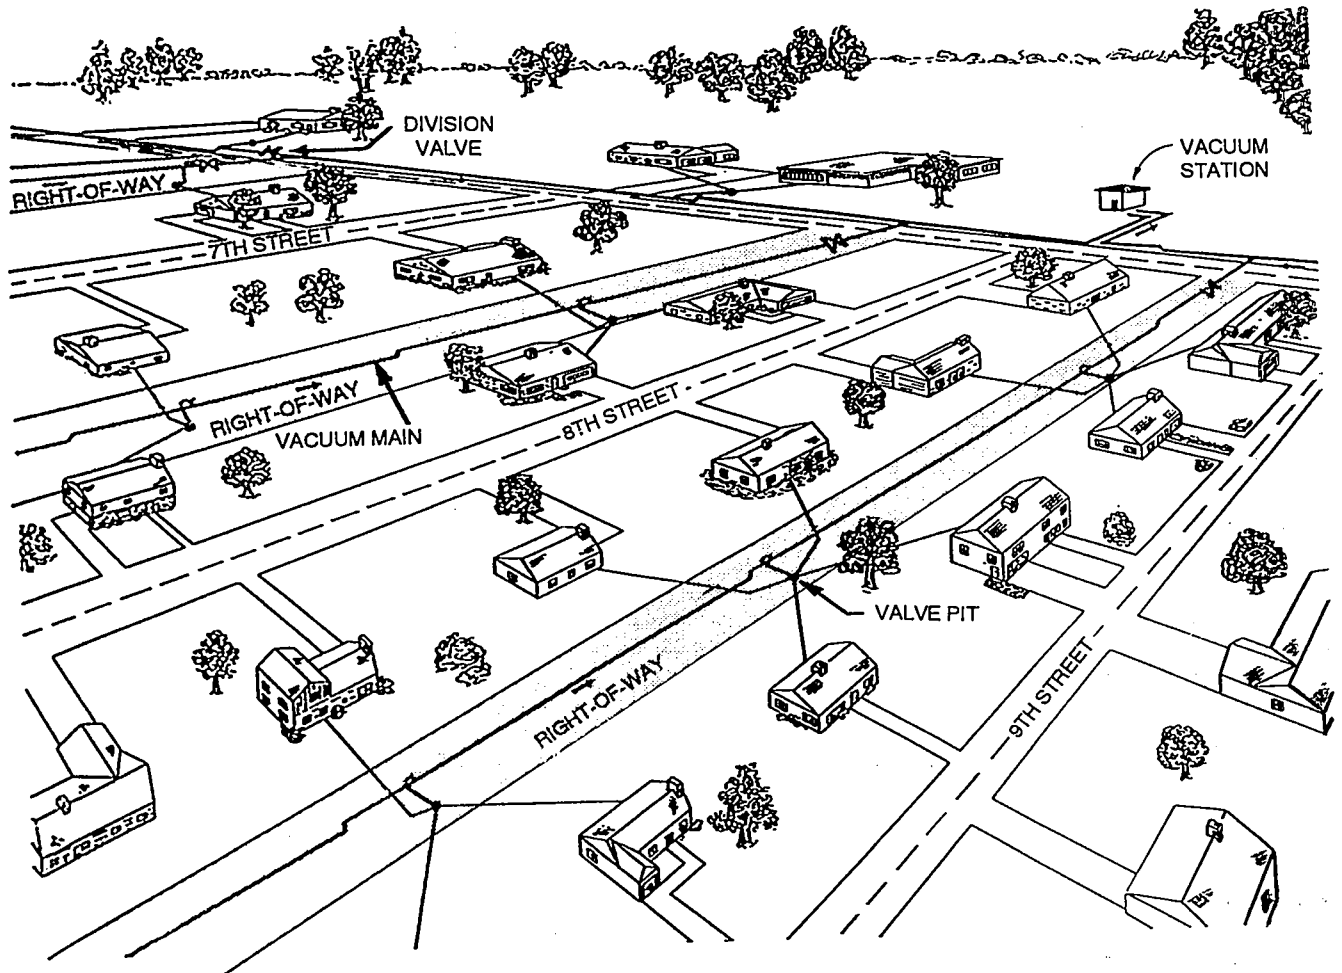 DIVISION
VALVE
VACUUM
STATION
RIGHT-OF-WAY
7TH STREET
RIGHT-OF-WAY
VACUUM MAIN
8TH STREET
VALVE PIT
RIGHT-OF-WAY
9TH STREET